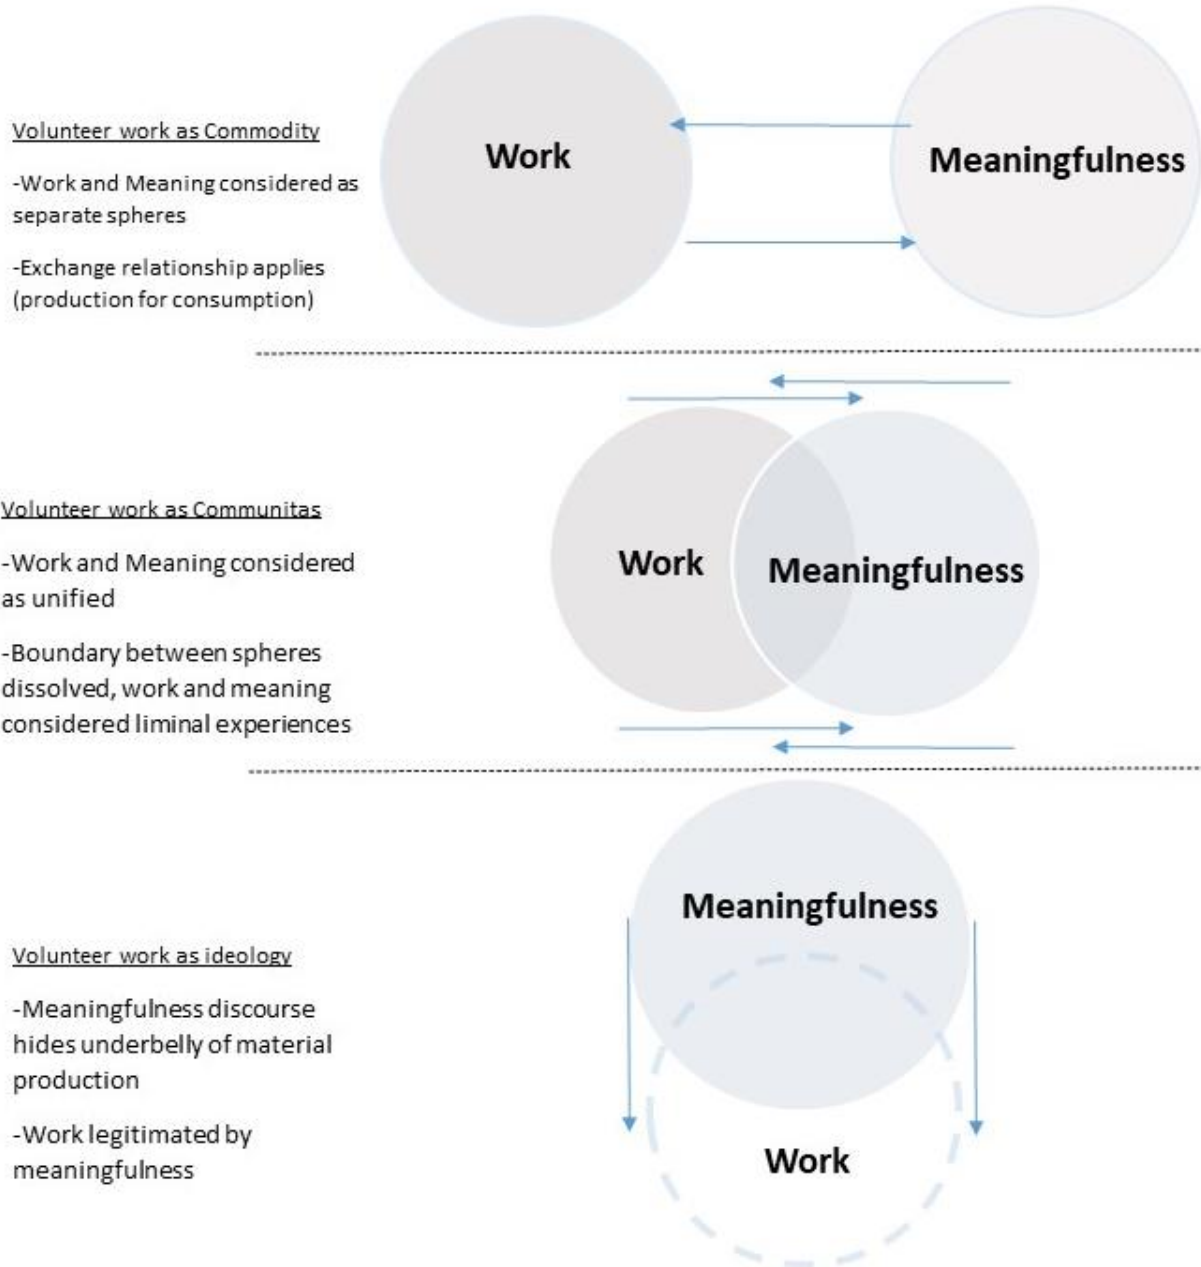 Volunteer work as Commodity
-Work and Meaning considered as
separate spheres
-Exchange relationship applies
(production for consumption)
Work
Meaningfulness
Volunteer work as Communitas
-Work and Meaning considered
as unified
-Boundary between spheres
dissolved, work and meaning
considered liminal experiences
Work
Meaningfulness
Volunteer work as ideology
-Meaningfulness discourse
hides underbelly of material
production
-Work legitimated by
meaningfulness
Meaningfulness
Work